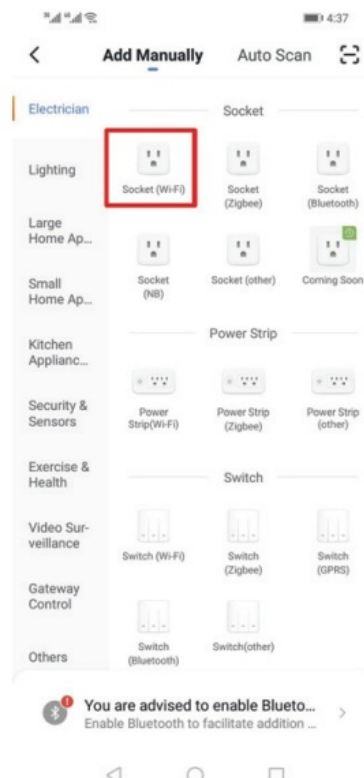 4:37
Add Manually Auto Scan
Electrician
Lighting
Large
Home Ap...
Small
Home Ap...
Kitchen
Applianc...
Security &
Sensors
Exercise &
Health
Video Sur-
veillance
Gateway
Control
Others
Socket
Socket (Wi-Fi)
Socket
(Zigbee)
Socket
(Bluetooth)
Socket
(NB)
Socket (other)
Coming Soon
Power Strip
Power
Strip(Wi-Fi)
Power Strip
(Zigbee)
Power Strip
(other)
Switch
Switch (Wi-Fi)
Switch
(Zigbee)
Switch
(GPRS)
Switch
(Bluetooth)
Switch(other)
You are advised to enable Blueto...
Enable Bluetooth to facilitate addition ...